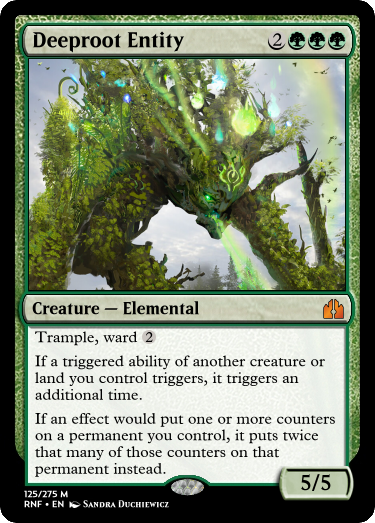 Deeproot Entity 2
Creature — Elemental
Trample, ward 2
If a triggered ability of another creature or
land you control triggers, it triggers an
additional time.
If an effect would put one or more counters
on a permanent you control, it puts twice
that many of those counters on that
permanent instead.
5/5
125/275 M
RNF • EN Sandra Duchiewicz